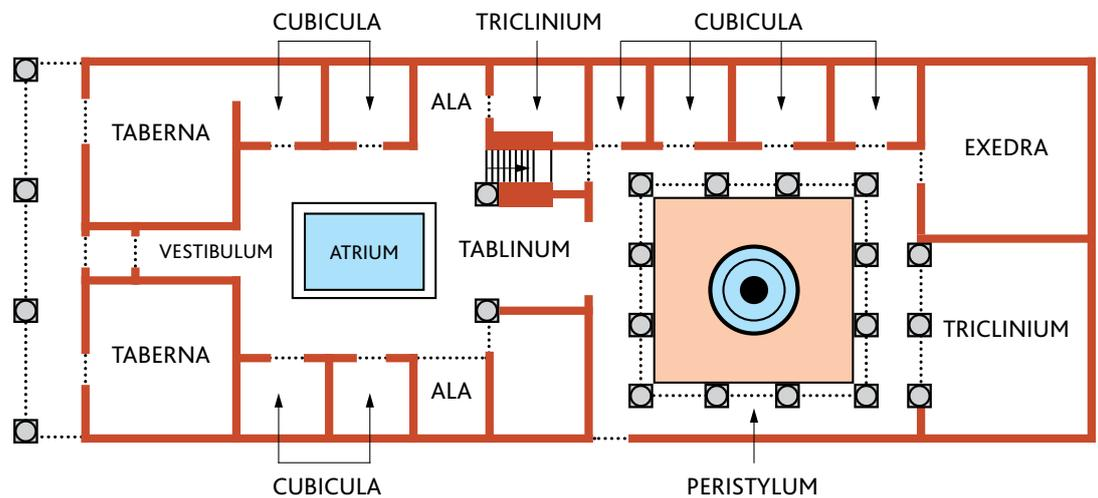 CUBICULA
TRICLINIUM
CUBICULA
ALA
TABERNA
EXEDRA
VESTIBULUM
ATRIUM
TABLINUM
TRICLINIUM
TABERNA
ALA
CUBICULA
PERISTYLUM